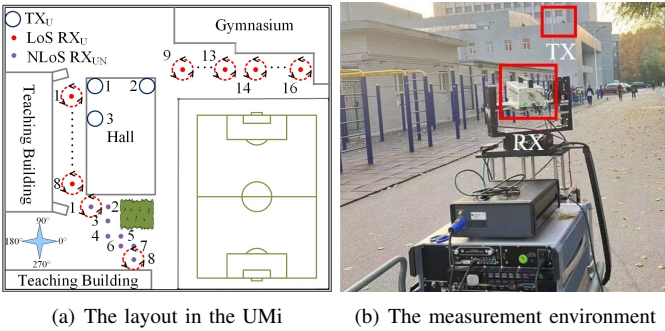 TX_U
LoS RX_U
NLoS RX_UN
Gymnasium
9 13
14 16
1 1 2
3
Hall
Teaching Building
8
1 2
3
4 5
6 7
8
90°
180° 0°
270°
Teaching Building
TX
RX
(a) The layout in the UMi
(b) The measurement environment